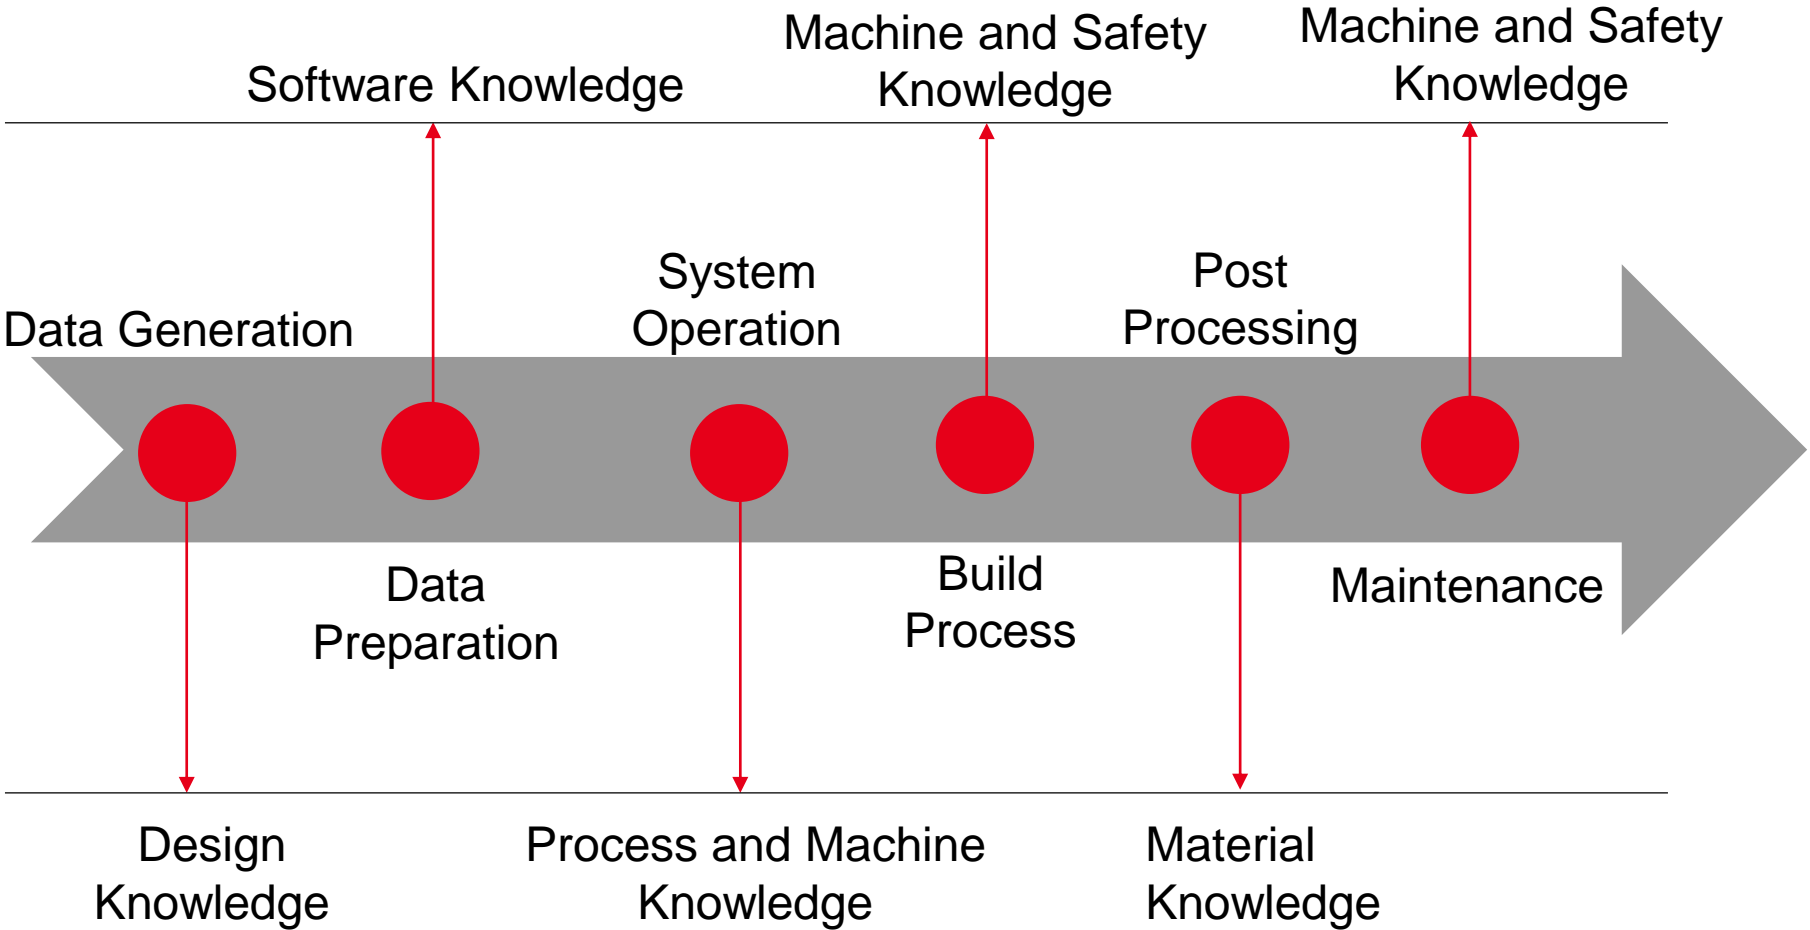 Software Knowledge
Machine and Safety
Knowledge
Machine and Safety
Knowledge
Data Generation
System
Operation
Post
Processing
Data
Preparation
Build
Process
Maintenance
Design
Knowledge
Process and Machine
Knowledge
Material
Knowledge